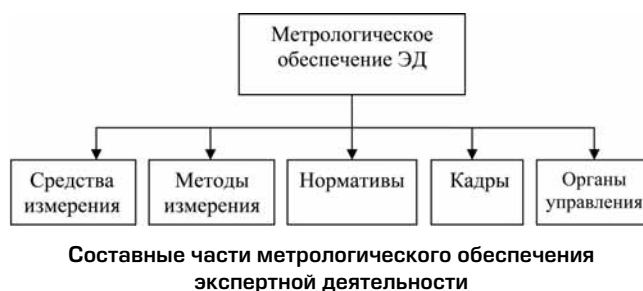 Метрологическое
обеспечение ЭД
Средства
измерения
Методы
измерения
Нормативы
Кадры
Органы
управления
Составные части метрологического обеспечения
экспертной деятельности